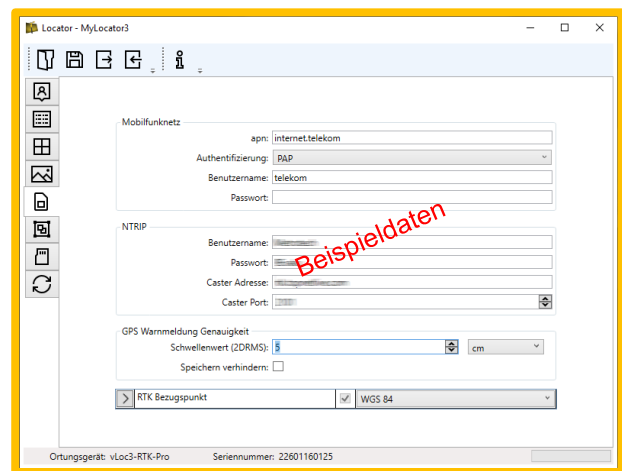 Locator - MyLocator3
Mobilfunknetz
apn: internet.telekom
Authentifizierung: PAP
Benutzername: telekom
Passwort:
NTRIP
Benutzername:
Passwort:
Caster Adresse:
Caster Port:
Beispieldaten
GPS Warnmeldung Genauigkeit
Schwellenwert (2DRMS): 5 cm
Speichern verhindern:
RTK Bezugspunkt WGS 84
Ortungsgerät: vLoc3-RTK-Pro Seriennummer: 22601160125